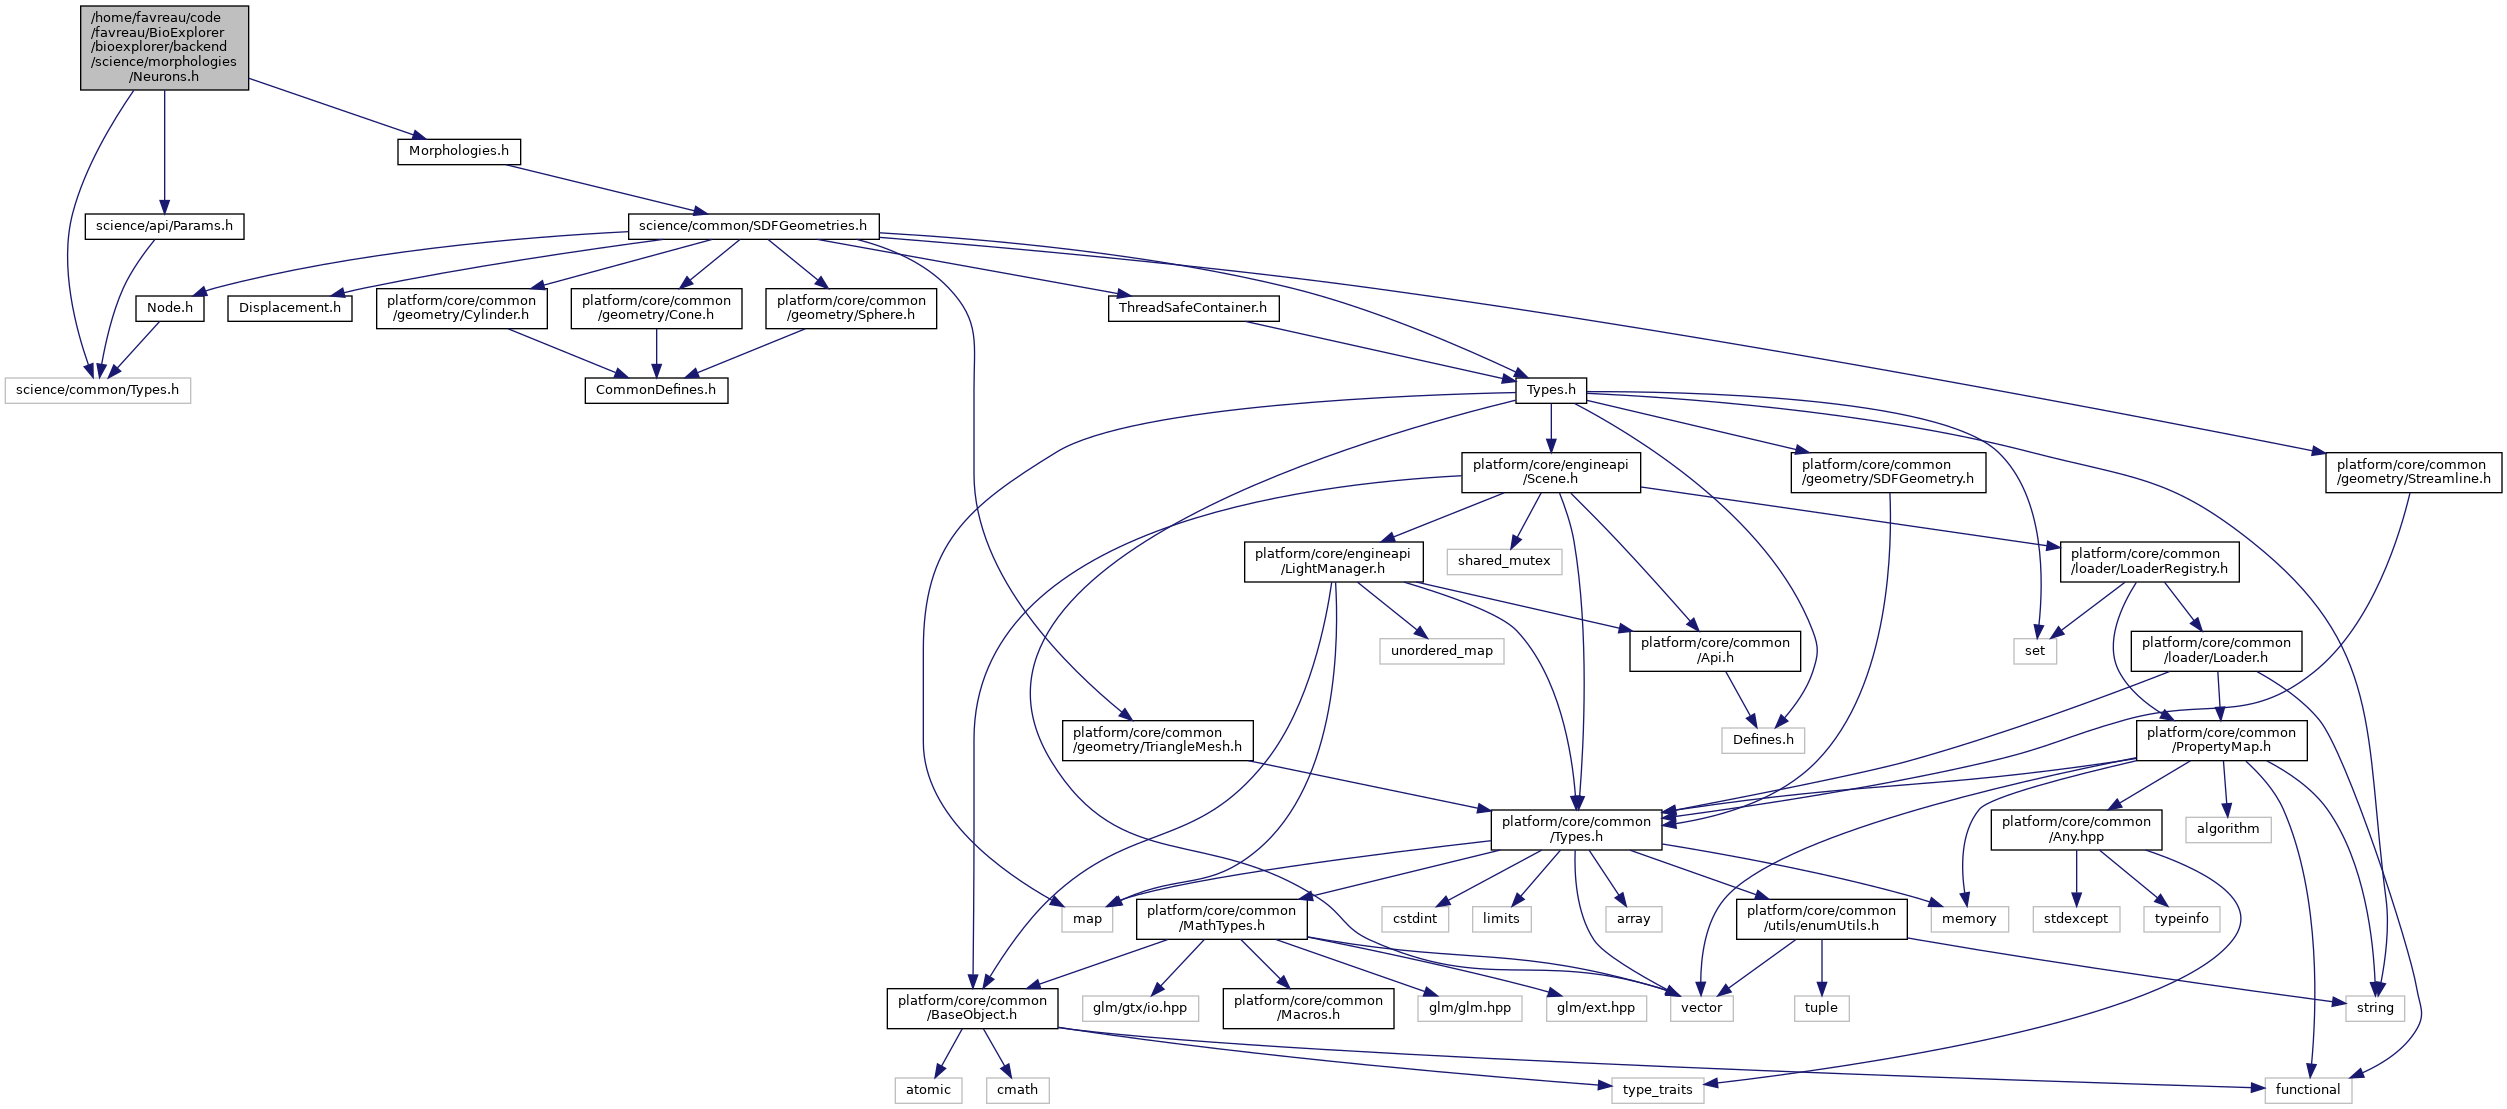 /home/favreau/code
/favreau/BioExplorer
/bioexplorer/backend
/science/morphologies
/Neurons.h
Morphologies.h
science/api/Params.h
science/common/SDFGeometries.h
Node.h
Displacement.h
platform/core/common
/geometry/Cylinder.h
platform/core/common
/geometry/Cone.h
platform/core/common
/geometry/Sphere.h
ThreadSafeContainer.h
science/common/Types.h
CommonDefines.h
Types.h
platform/core/engineapi
/Scene.h
platform/core/common
/geometry/SDFGeometry.h
platform/core/common
/geometry/Streamline.h
platform/core/engineapi
/LightManager.h
shared_mutex
platform/core/common
/loader/LoaderRegistry.h
unordered_map
platform/core/common
/Api.h
set
platform/core/common
/loader/Loader.h
platform/core/common
/geometry/TriangleMesh.h
Defines.h
platform/core/common
/PropertyMap.h
platform/core/common
/Types.h
platform/core/common
/Any.hpp
algorithm
map
platform/core/common
/MathTypes.h
cstdint
limits
array
platform/core/common
/utils/enumUtils.h
memory
stdexcept
typeinfo
platform/core/common
/BaseObject.h
glm/gtx/io.hpp
platform/core/common
/Macros.h
glm/glm.hpp
glm/ext.hpp
vector
tuple
string
atomic
cmath
type_traits
functional